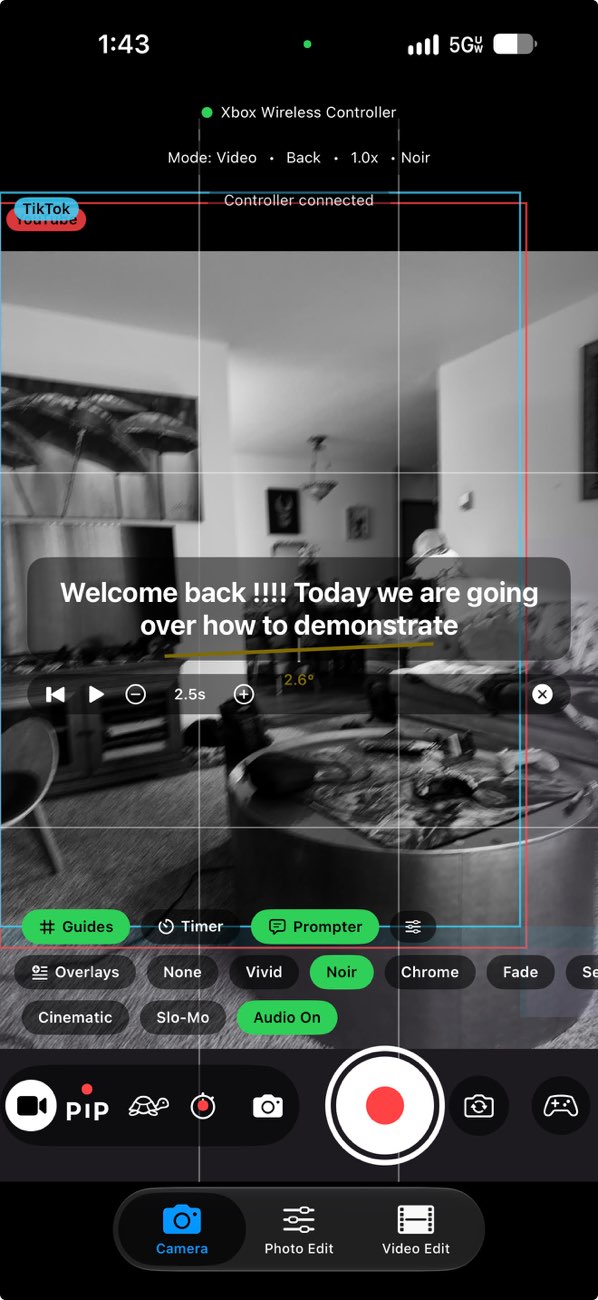 1:43
5GUW
Xbox Wireless Controller
Mode: Video • Back • 1.0x • Noir
Controller connected
TikTok
YouTube
Welcome back !!!! Today we are going
over how to demonstrate
2.6°
2.5s
Guides
Timer
Prompter
Overlays
None
Vivid
Noir
Chrome
Fade
Se
Cinematic
Slo-Mo
Audio On
PIP
Camera
Photo Edit
Video Edit